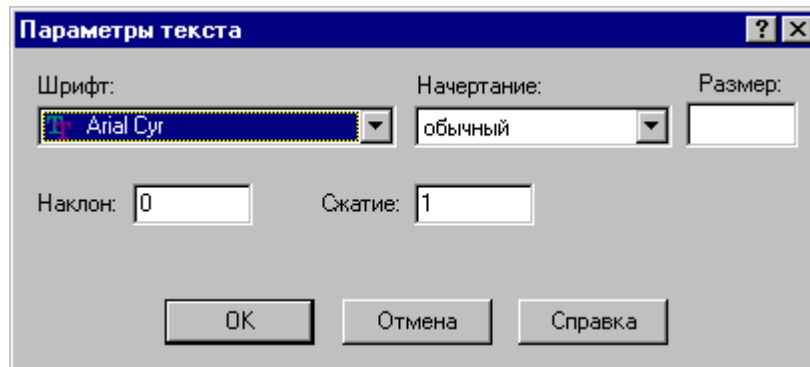 Параметры текста
Шрифт: Начертание: Размер:
Arial Cyr обычный
Наклон: 0 Сжатие: 1
OK Отмена Справка